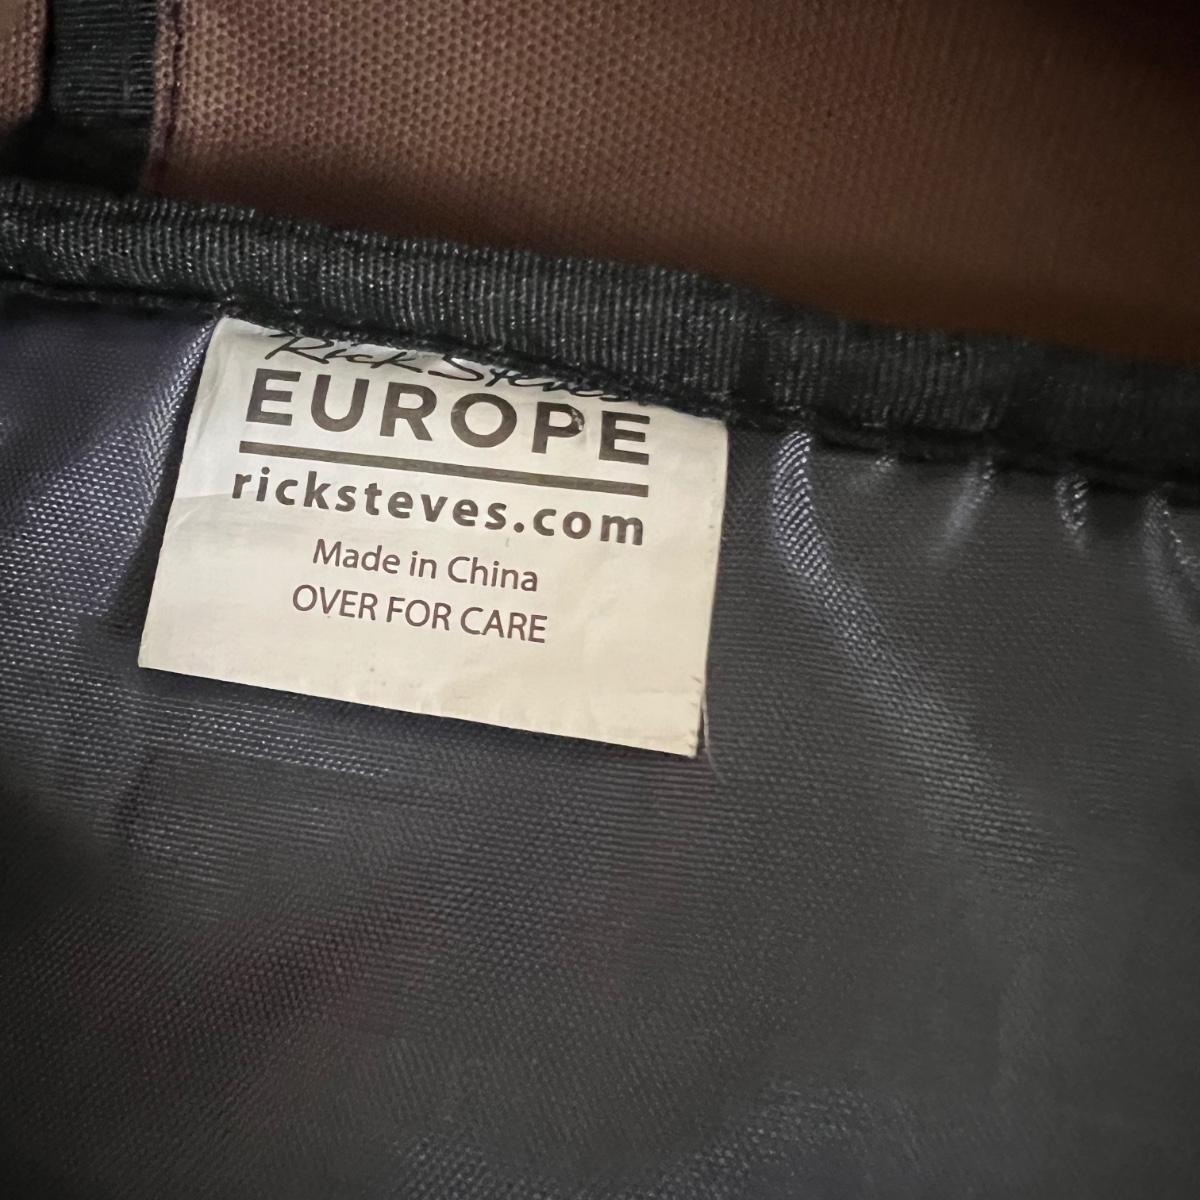 Rick Steves
EUROPE
ricksteves.com
Made in China
OVER FOR CARE